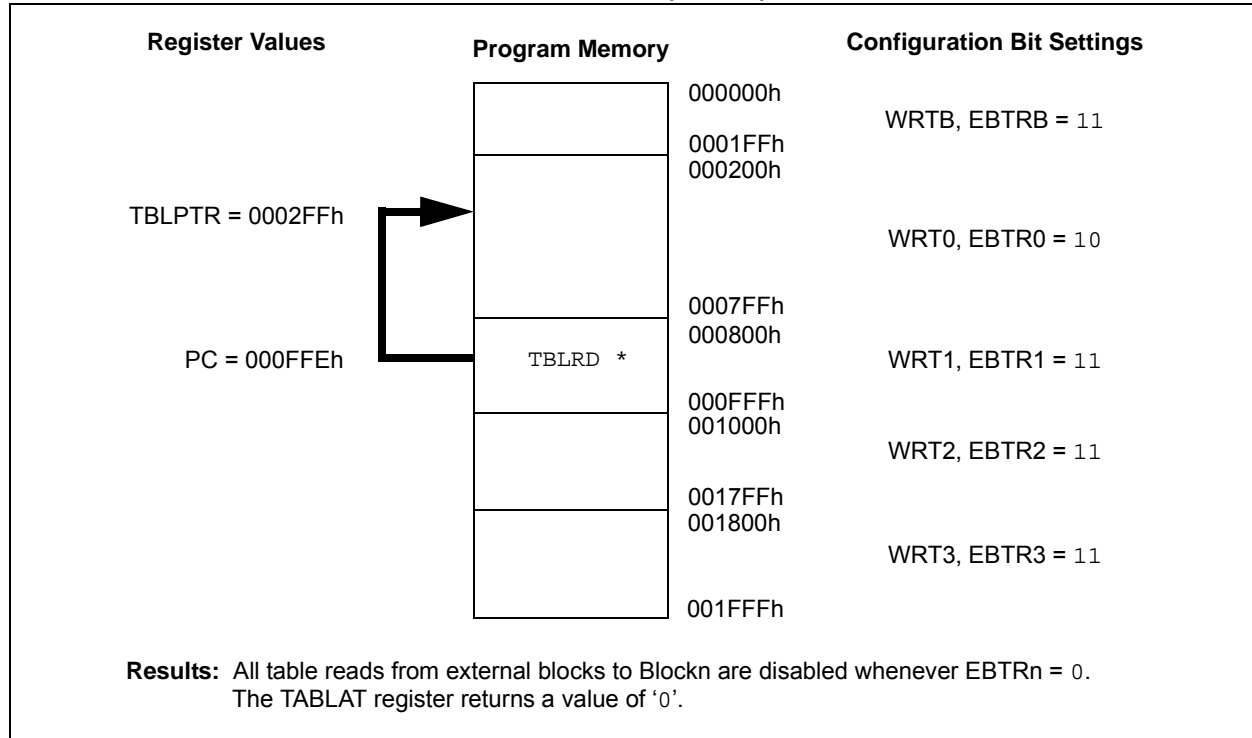 Register Values
Program Memory
Configuration Bit Settings
000000h
WRTB, EBTRB = 11
0001FFh
000200h
TBLPTR = 0002FFh
WRT0, EBTR0 = 10
0007FFh
000800h
PC = 000FFEh
TBLRD *
WRT1, EBTR1 = 11
000FFFh
001000h
WRT2, EBTR2 = 11
0017FFh
001800h
WRT3, EBTR3 = 11
001FFFh
Results: All table reads from external blocks to Blockn are disabled whenever EBTRn = 0.
The TABLAT register returns a value of ‘0’.